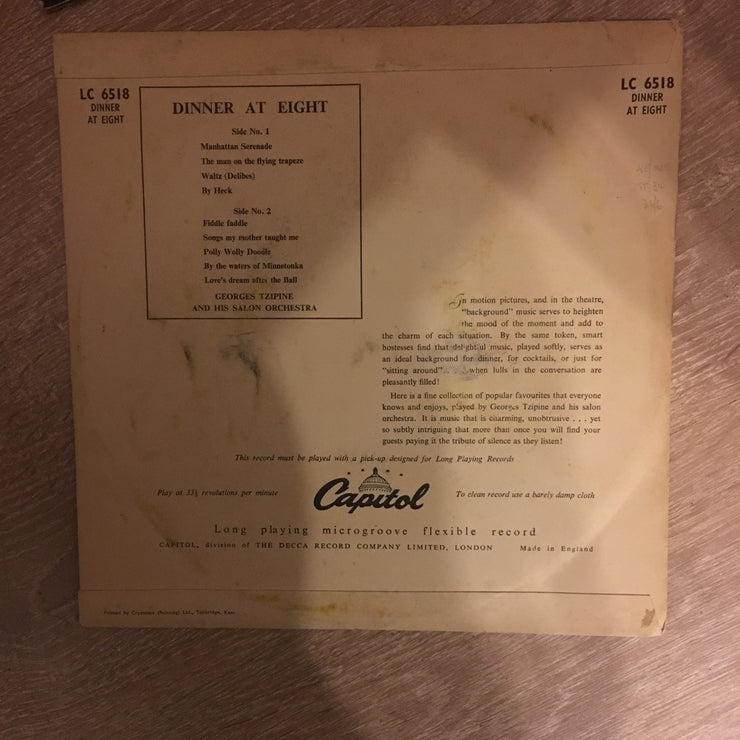 LC 6518
DINNER
AT EIGHT
LC 6518
DINNER
AT EIGHT
DINNER AT EIGHT
Side No. 1
Manhattan Serenade
The man on the flying trapeze
Waltz (Delibes)
By Heck
Side No. 2
Fiddle faddle
Songs my mother taught me
Polly Wolly Doodle
By the waters of Minnetonka
Love's dream after the Ball
GEORGES TZIPINE
AND HIS SALON ORCHESTRA
In motion pictures, and in the theatre,
"background" music serves to heighten
the mood of the moment and add to
the charm of each situation. By the same token, smart
hostesses find that delightful music, played softly, serves as
an ideal background for dinner, for cocktails, or just for
"sitting around" . . . when lulls in the conversation are
pleasantly filled!
Here is a fine collection of popular favourites that everyone
knows and enjoys, played by Georges Tzipine and his salon
orchestra. It is music that is charming, unobtrusive . . . yet
so subtly intriguing that more than once you will find your
guests paying it the tribute of silence as they listen!
This record must be played with a pick-up designed for Long Playing Records
Play at 33⅓ revolutions per minute
Capitol
To clean record use a barely damp cloth
Long playing microgroove flexible record
CAPITOL, division of THE DECCA RECORD COMPANY LIMITED, LONDON Made in England
Printed by Ltd., Tonbridge, Kent